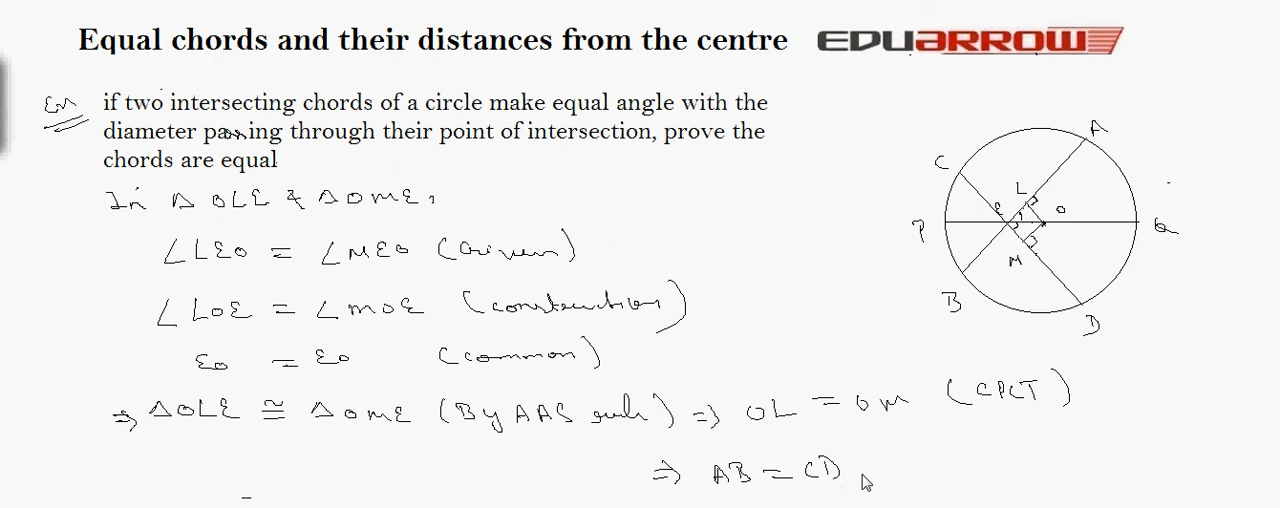 Equal chords and their distances from the centre EDUARROW
Ex if two intersecting chords of a circle make equal angle with the
diameter passing through their point of intersection, prove the
chords are equal
In Δ OLE & Δ OME,
∠LEO = ∠MEO (Given)
∠LOE = ∠MOE (construction)
EO = EO (common)
⇒ ΔOLE ≅ ΔOME (By AAS rule) ⇒ OL = OM (CPCT)
⇒ AB = CD
A
C
L
E
O
P
Q
M
B
D